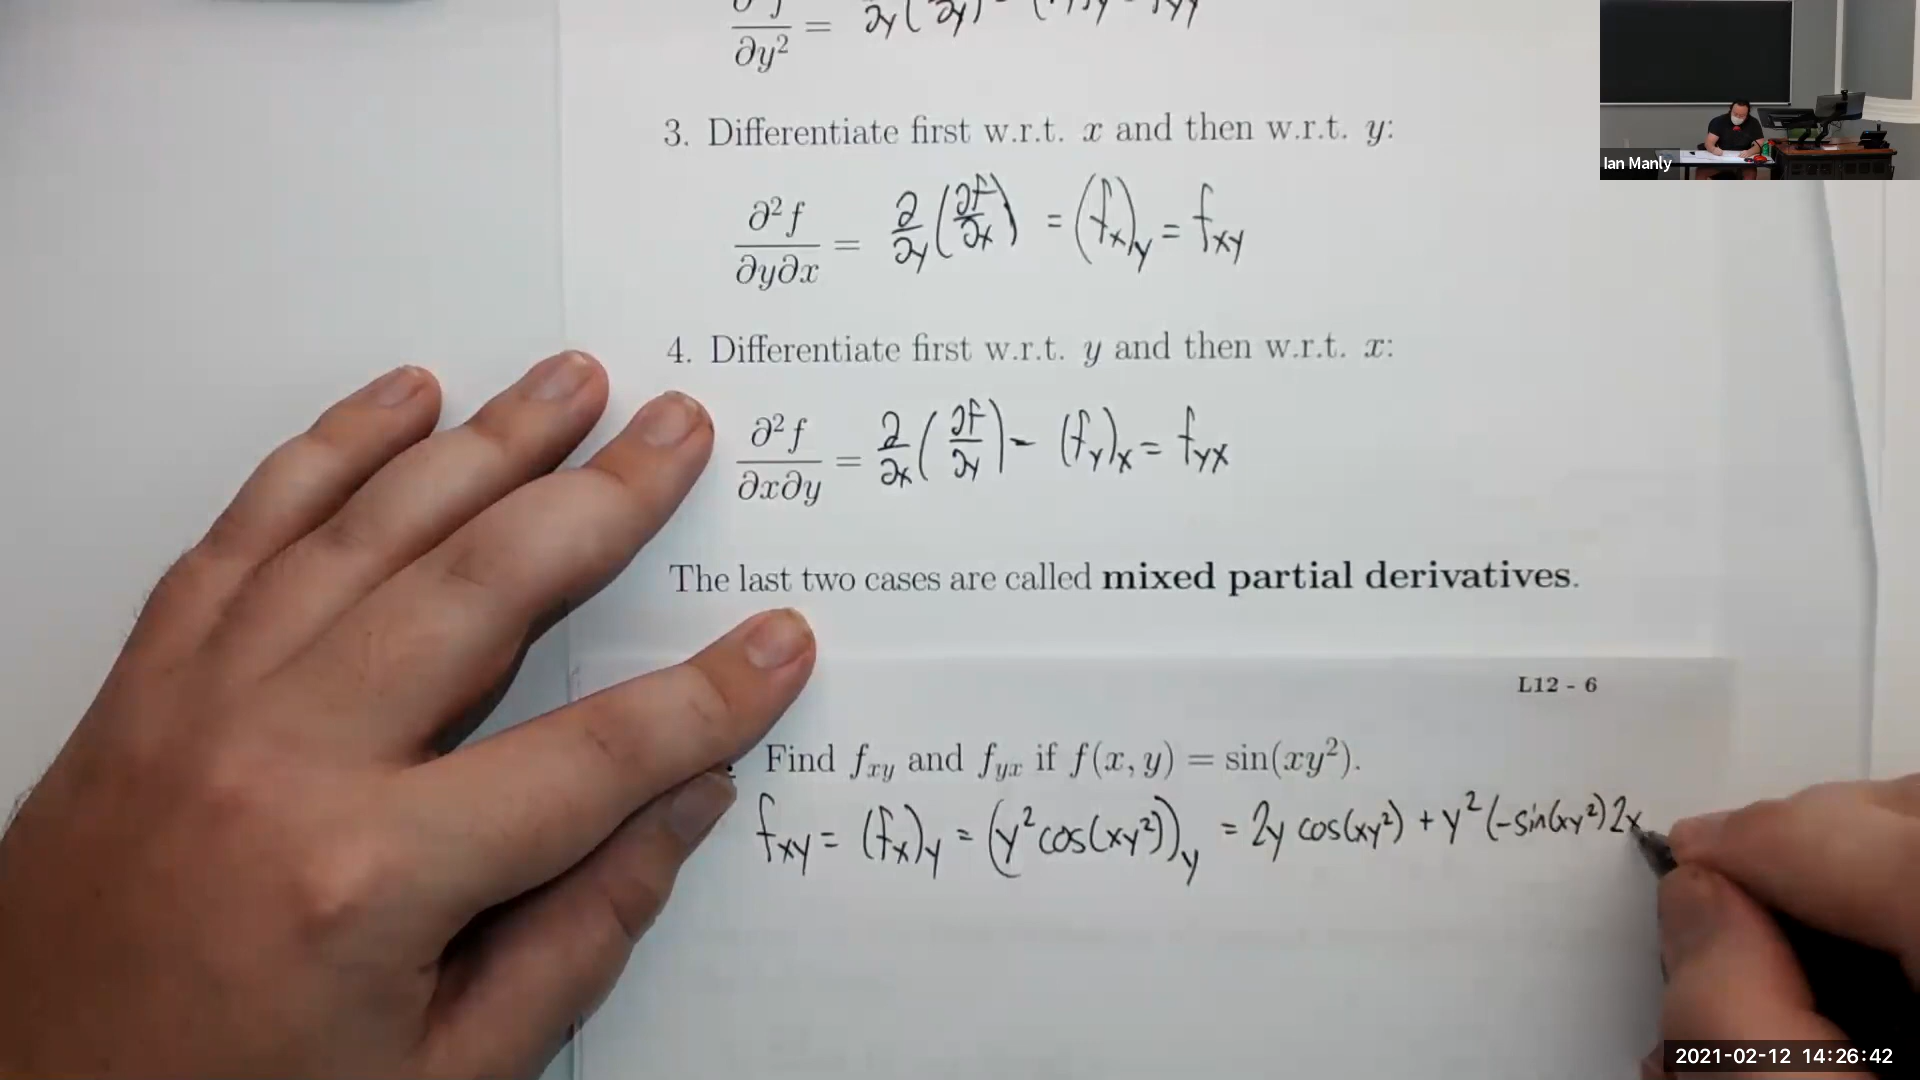 ∂y² = ∂/∂y (∂y)
3. Differentiate first w.r.t. x and then w.r.t. y:
∂²f/∂y∂x = ∂/∂y (∂f/∂x) = (fₓ)y = fxy
4. Differentiate first w.r.t. y and then w.r.t. x:
∂²f/∂x∂y = ∂/∂x (∂f/∂y) - (fy)x = fyx
The last two cases are called mixed partial derivatives.
L12 - 6
Find fxy and fyx if f(x, y) = sin(xy²).
fxy = (fx)y = (y² cos(xy²))y = 2y cos(xy²) + y² (-sin(xy²) 2x
Ian Manly
2021-02-12 14:26:42